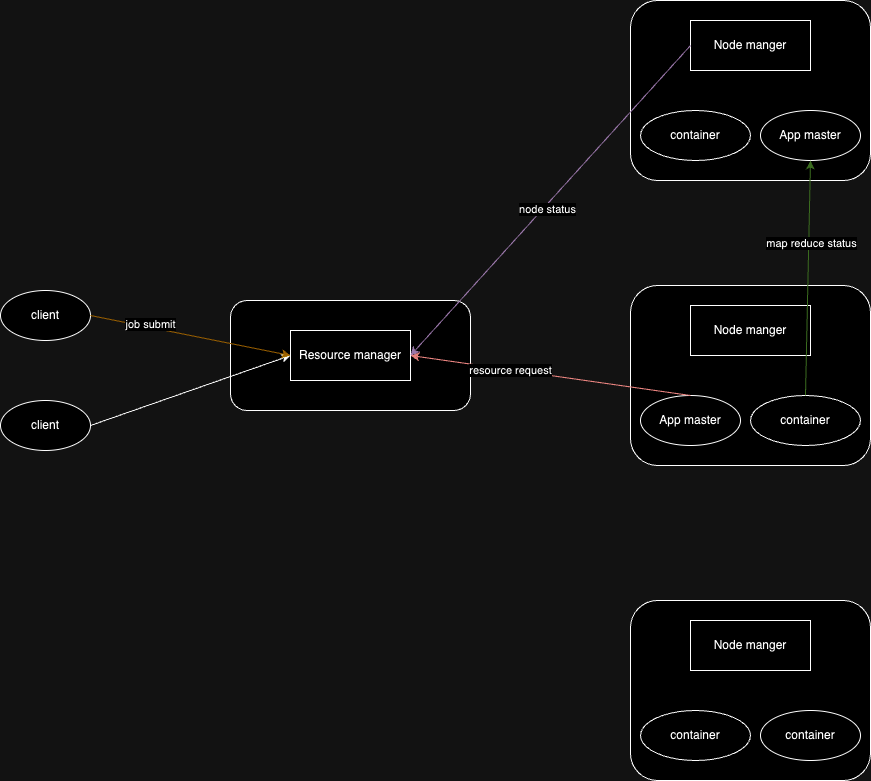 Node manger
container
App master
node status
map reduce status
client
job submit
Resource manager
Node manger
resource request
client
App master
container
Node manger
container
container